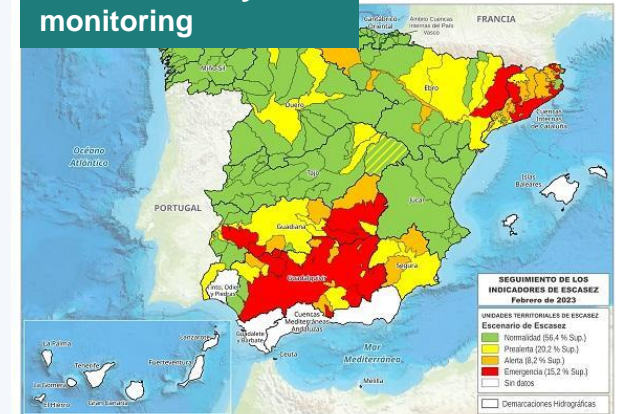 monitoring
Cantábrico
Oriental
Ámbito Cuencas
Internas del País
Vasco
FRANCIA
Miño-Sil
Duero
Ebro
Cuencas
Internas
de Cataluña
Océano
Atlántico
Tajo
Islas
Baleares
PORTUGAL
Júcar
Guadiana
Segura
Guadalquivir
Tinto, Odiel
y Piedras
Cuencas
Mediterráneas
Andaluzas
Guadalete
y Barbate
Ceuta
Mar
Mediterráneo
Melilla
La Palma
Lanzarote
Tenerife
Fuerteventura
La Gomera
El Hierro
Gran Canaria
SEGUIMIENTO DE LOS
INDICADORES DE ESCASEZ
Febrero de 2023
UNIDADES TERRITORIALES DE ESCASEZ
Escenario de Escasez
Normalidad (56,4 % Sup.)
Prealerta (20,2 % Sup.)
Alerta (8,2 % Sup.)
Emergencia (15,2 % Sup.)
Sin datos
Demarcaciones Hidrográficas